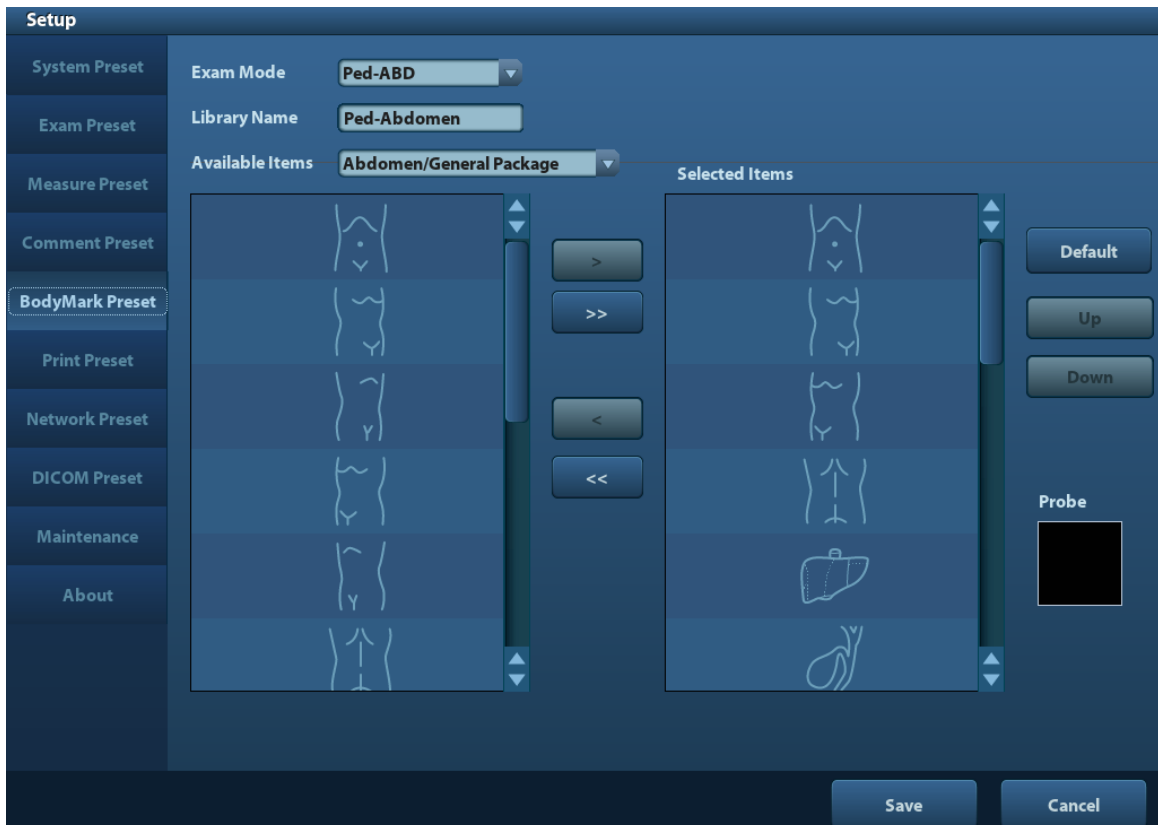 Setup
System Preset
Exam Preset
Measure Preset
Comment Preset
BodyMark Preset
Print Preset
Network Preset
DICOM Preset
Maintenance
About
Exam Mode Ped-ABD
Library Name Ped-Abdomen
Available Items Abdomen/General Package
Selected Items
>
>>
<
<<
Default
Up
Down
Probe
Save Cancel